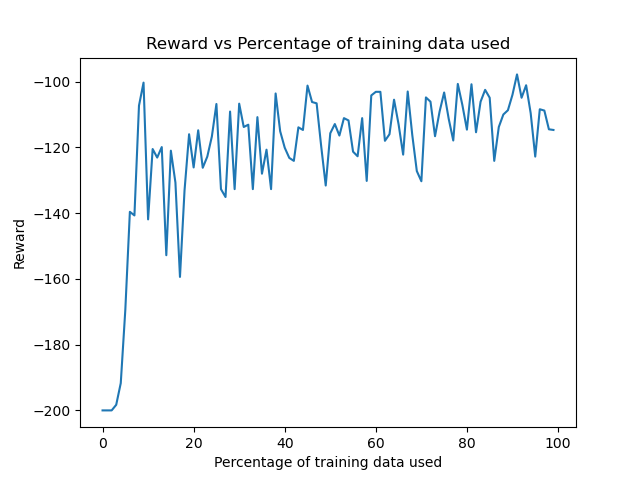 Reward vs Percentage of training data used
−100
−120
−140
−160
−180
−200
Reward
0 20 40 60 80 100
Percentage of training data used